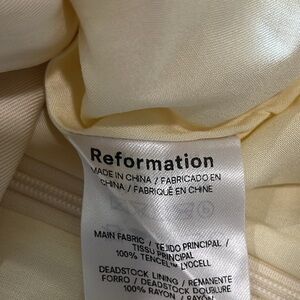 Reformation
MADE IN CHINA / FABRICADO EN
CHINA / FABRIQUÉ EN CHINE
MAIN FABRIC / TEJIDO PRINCIPAL /
TISSU PRINCIPAL
100% TENCEL™ LYOCELL
DEADSTOCK LINING / REMANENTE
FORRO / DEADSTOCK DOUBLURE
100% RAYON / RAYON